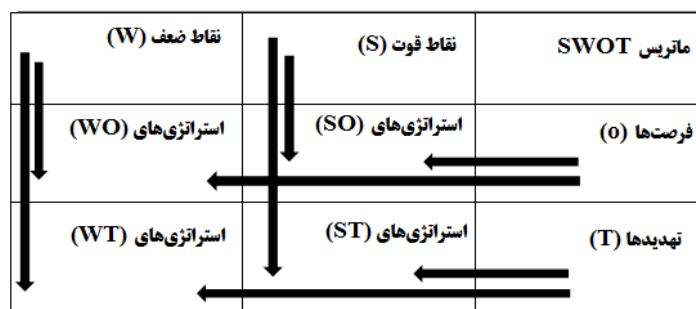 ماتریس SWOT
نقاط قوت (S)
نقاط ضعف (W)
فرصت‌ها (o)
استراتژی‌های (SO)
استراتژی‌های (WO)
تهدیدها (T)
استراتژی‌های (ST)
استراتژی‌های (WT)